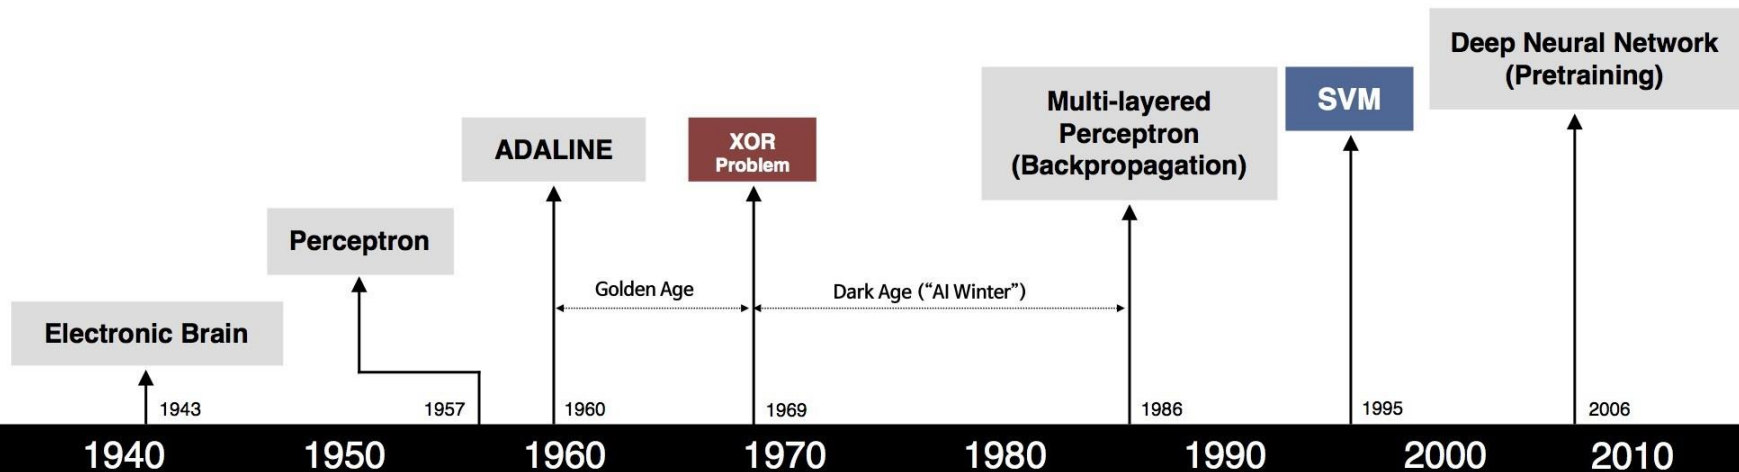 Deep Neural Network
(Pretraining)
Multi-layered
Perceptron
(Backpropagation)
SVM
ADALINE
XOR
Problem
Perceptron
Golden Age
Dark Age (“AI Winter”)
Electronic Brain
1943
1957
1960
1969
1986
1995
2006
1940
1950
1960
1970
1980
1990
2000
2010